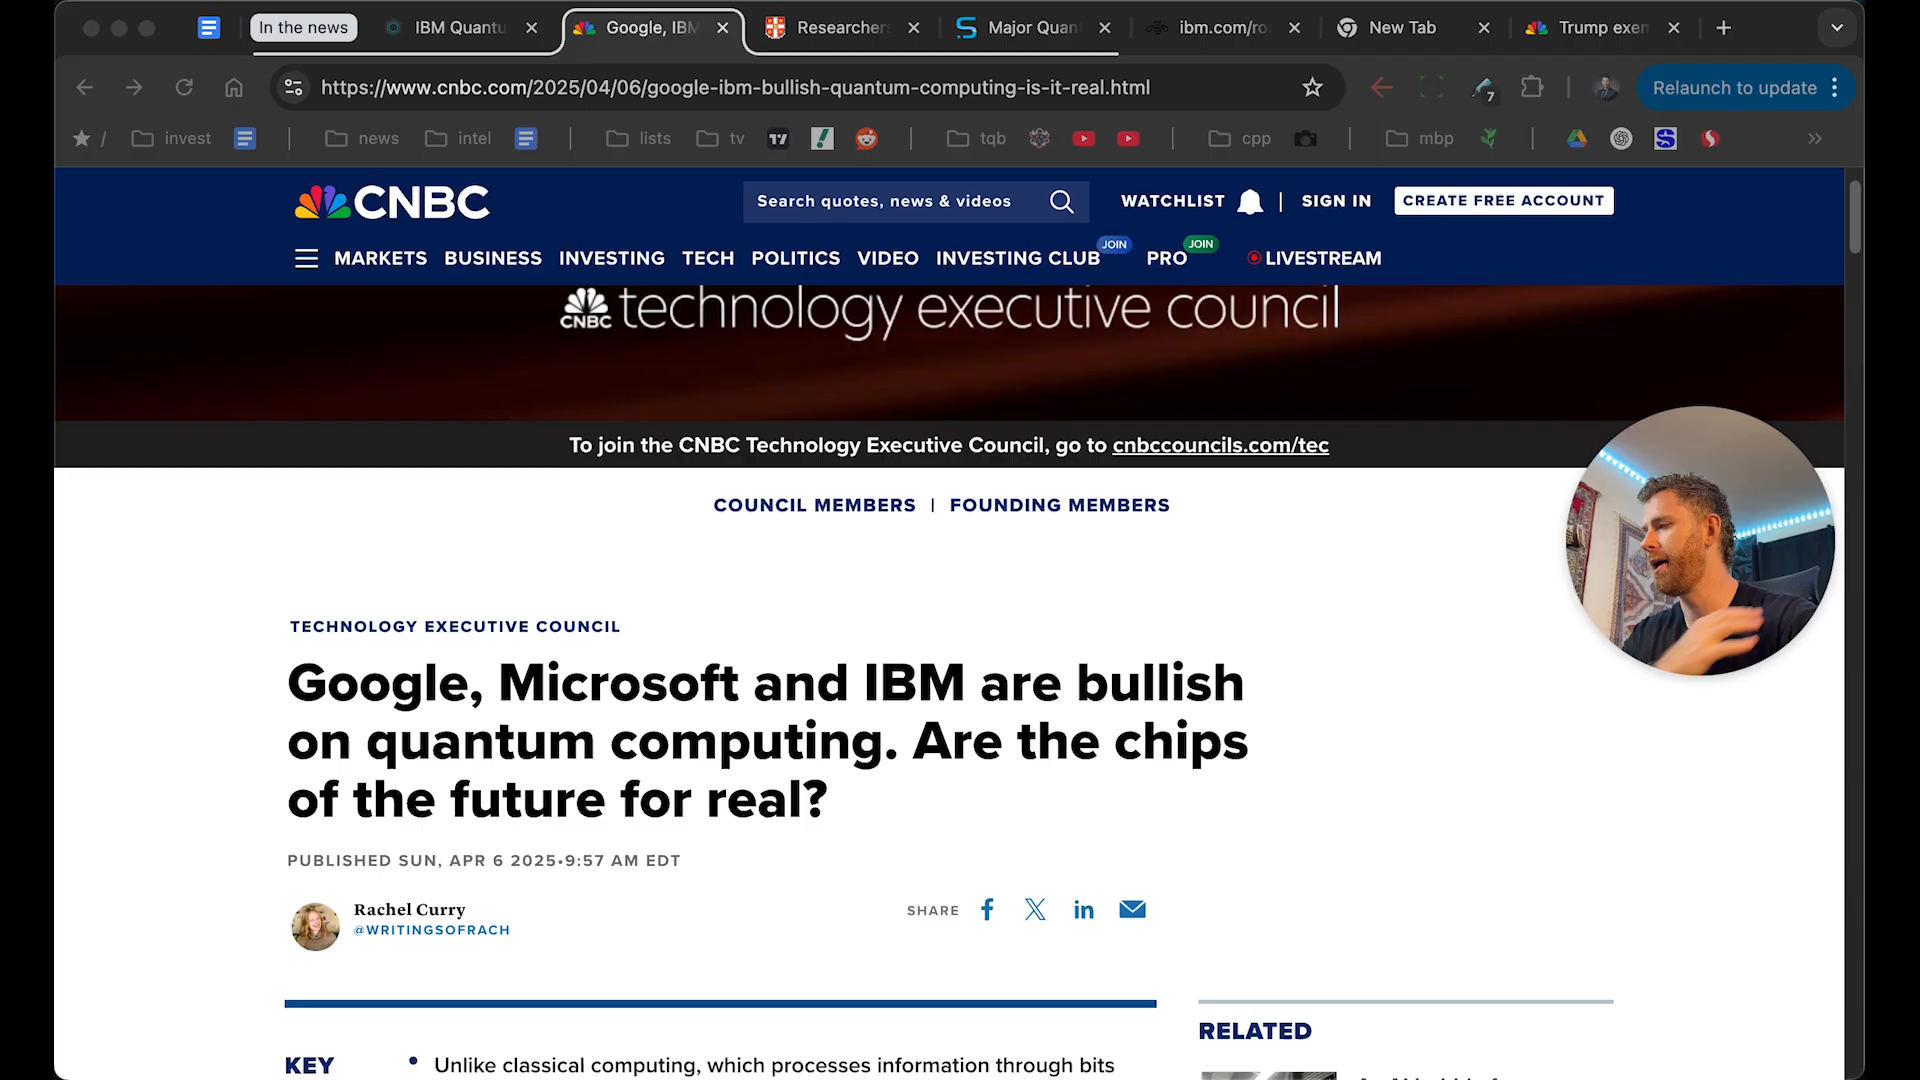 In the news
IBM Quantu
Google, IBM
Researcher
Major Quan
ibm.com/ro
New Tab
Trump exem
https://www.cnbc.com/2025/04/06/google-ibm-bullish-quantum-computing-is-it-real.html
7
Relaunch to update
/
invest
news
intel
lists
tv
tqb
cpp
mbp
CNBC
Search quotes, news & videos
WATCHLIST
SIGN IN
CREATE FREE ACCOUNT
MARKETS BUSINESS INVESTING TECH POLITICS VIDEO INVESTING CLUB JOIN PRO JOIN LIVESTREAM
CNBC technology executive council
To join the CNBC Technology Executive Council, go to cnbccouncils.com/tec
COUNCIL MEMBERS | FOUNDING MEMBERS
TECHNOLOGY EXECUTIVE COUNCIL
Google, Microsoft and IBM are bullish
on quantum computing. Are the chips
of the future for real?
PUBLISHED SUN, APR 6 2025•9:57 AM EDT
Rachel Curry
@WRITINGSOFRACH
SHARE
RELATED
KEY
• Unlike classical computing, which processes information through bits